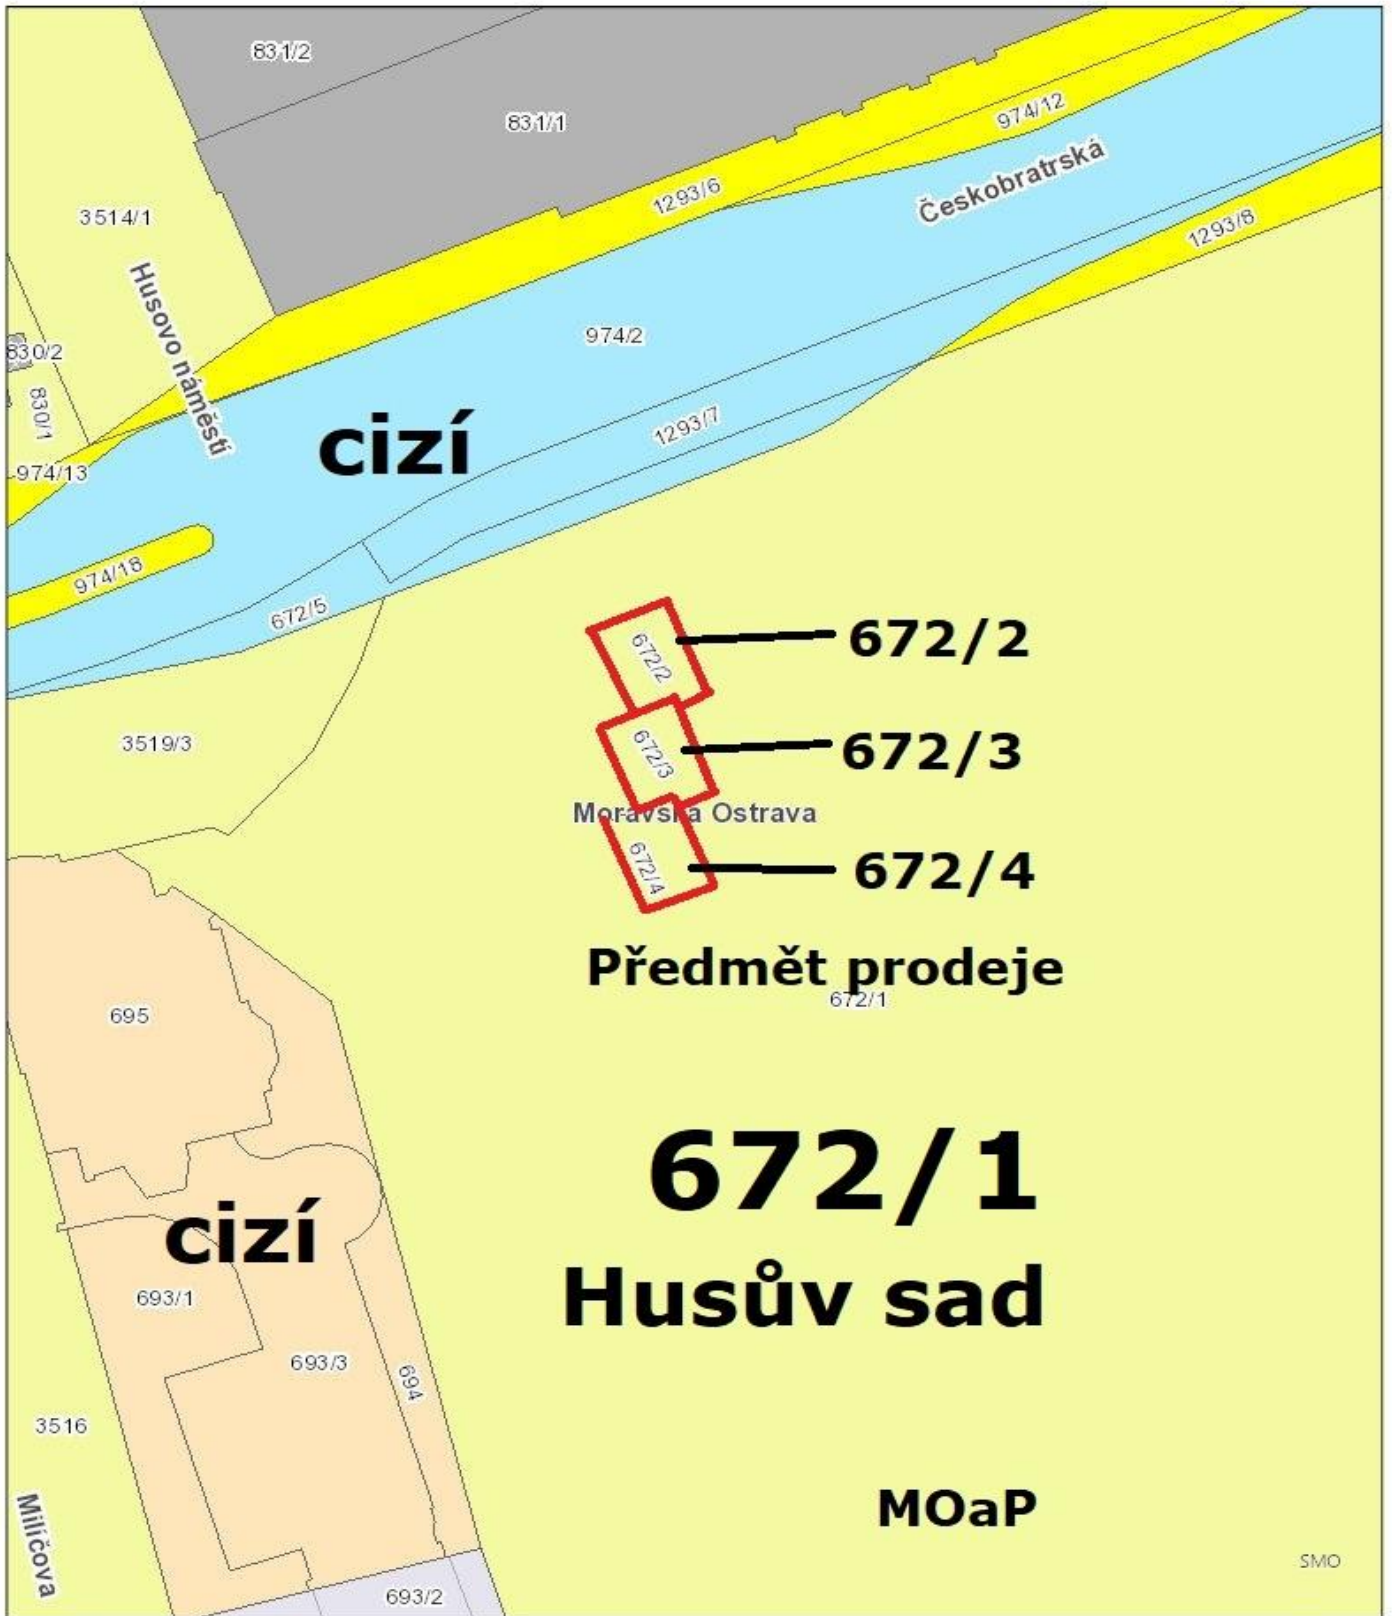 831/2
831/1
974/12
Českobratrská
1293/6
3514/1
1293/8
Husovo náměstí
974/2
830/2
830/1
1293/7
cizí
974/13
974/18
672/5
672/2
672/2
3519/3
672/3
672/3
Moravská Ostrava
672/4
672/4
Předmět prodeje
672/1
695
672/1
cizí
Husův sad
693/1
693/3
694
3516
MOaP
Milíčova
SMO
693/2